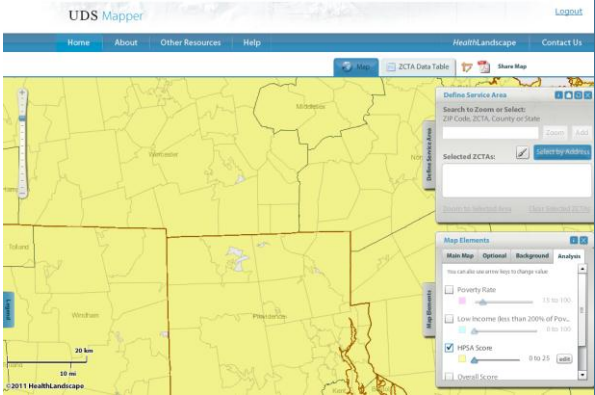 UDS Mapper
Logout
Home About Other Resources Help
HealthLandscape Contact Us
Map ZCTA Data Table Share Map
Middlesex
Worcester
Tolland
Windham
Providence
Kent
Legend
20 km
10 mi
©2011 HealthLandscape
Define Service Area
Define Service Area
Search to Zoom or Select:
ZIP Code, ZCTA, County or State
Zoom Add
Selected ZCTAs: Select by Address
Zoom to Selected Area Clear Selected ZCTAs
Map Elements
Map Elements
Main Map Optional Background Analysis
You can also use arrow keys to change value
Poverty Rate
to 100
Low Income (less than 200% of Pov...
0 to 100
HPSA Score
0 to 25 edit
Overall Score